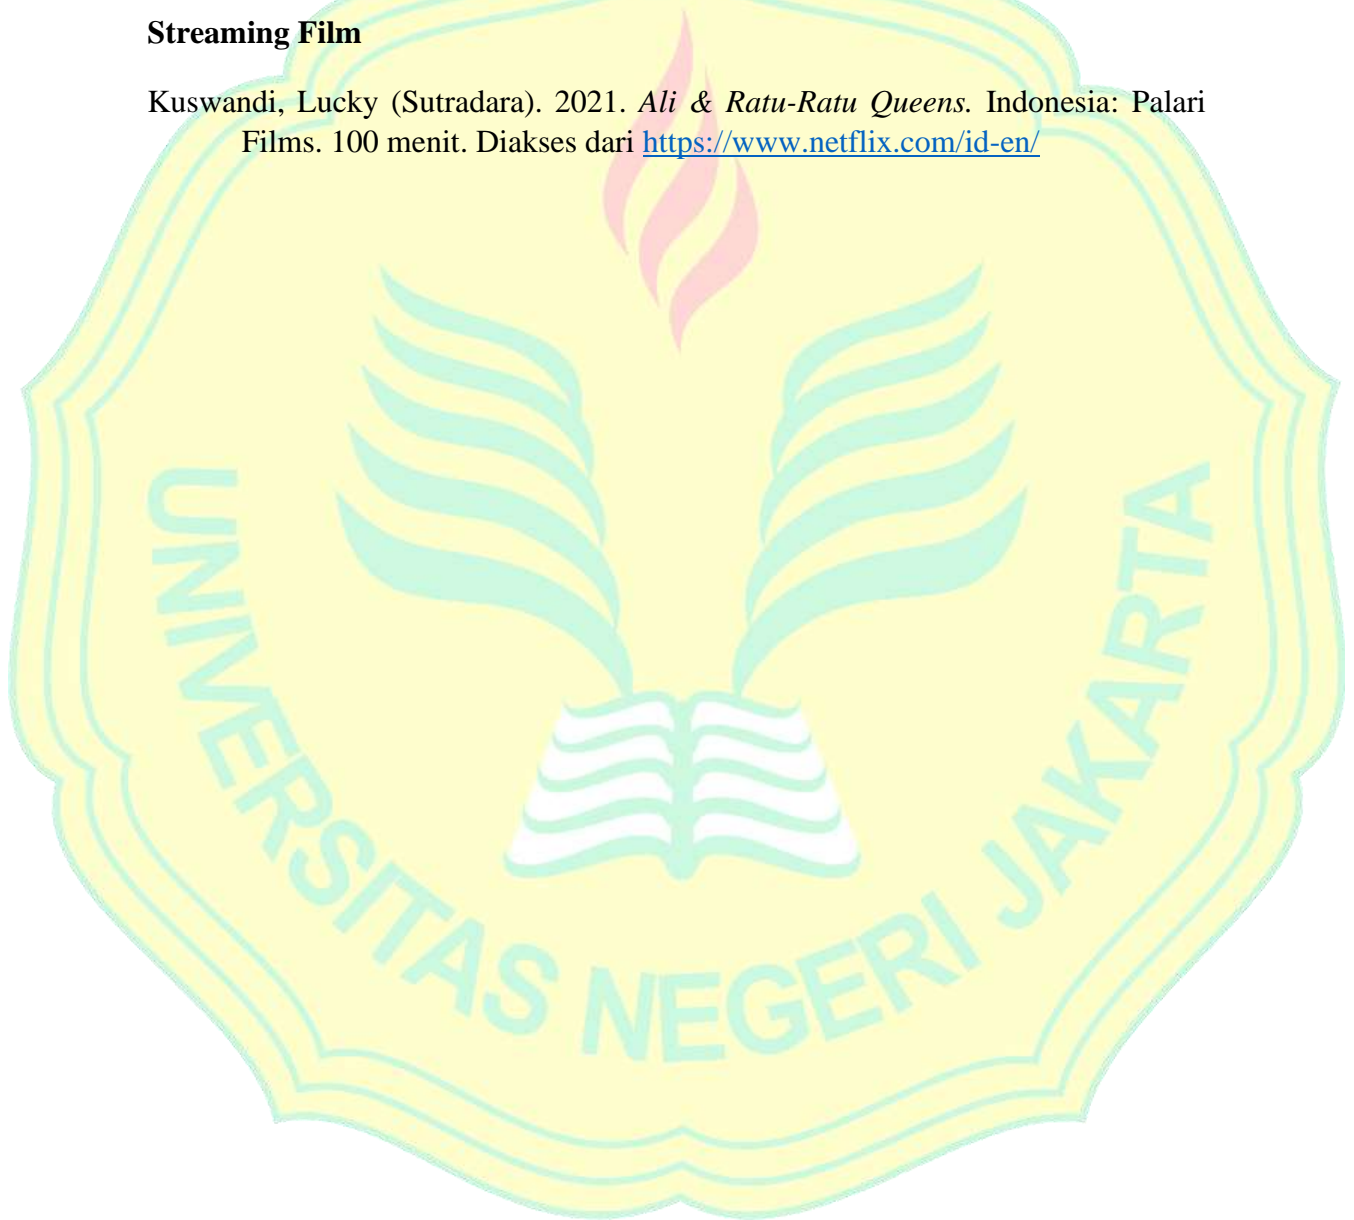 Streaming Film
Kuswandi, Lucky (Sutradara). 2021. Ali & Ratu-Ratu Queens. Indonesia: Palari
Films. 100 menit. Diakses dari https://www.netflix.com/id-en/
UNIVERSITAS NEGERI JAKARTA